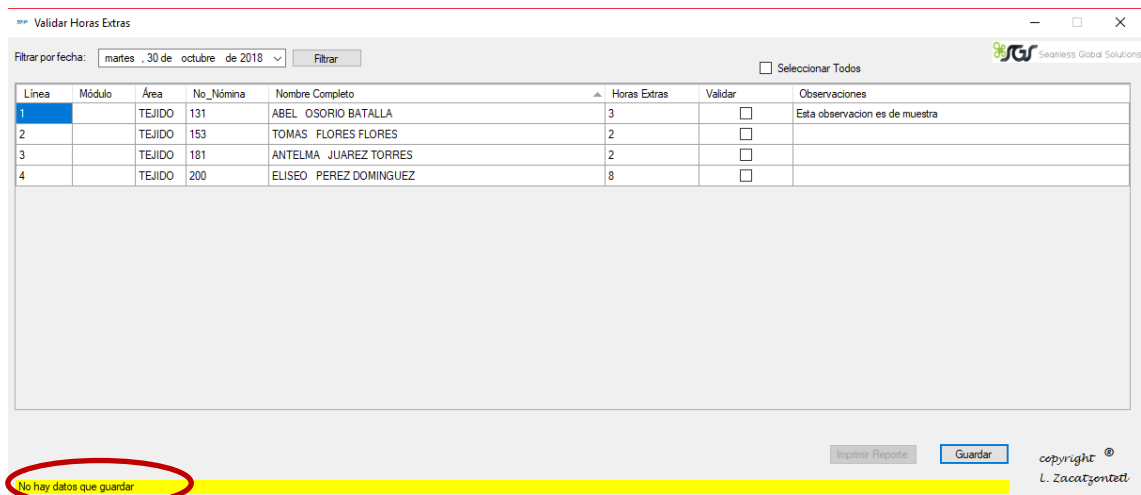 Validar Horas Extras
Filtrar por fecha: martes , 30 de octubre de 2018 Filtrar
SGS Seanless Global Solutions
Seleccionar Todos
Línea Módulo Área No_Nómina Nombre Completo Horas Extras Validar Observaciones
1 TEJIDO 131 ABEL OSORIO BATALLA 3 Esta observacion es de muestra
2 TEJIDO 153 TOMAS FLORES FLORES 2
3 TEJIDO 181 ANTELMA JUAREZ TORRES 2
4 TEJIDO 200 ELISEO PEREZ DOMINGUEZ 8
Imprimir Reporte Guardar
copyright ®
L. Zacatzontetl
No hay datos que guardar